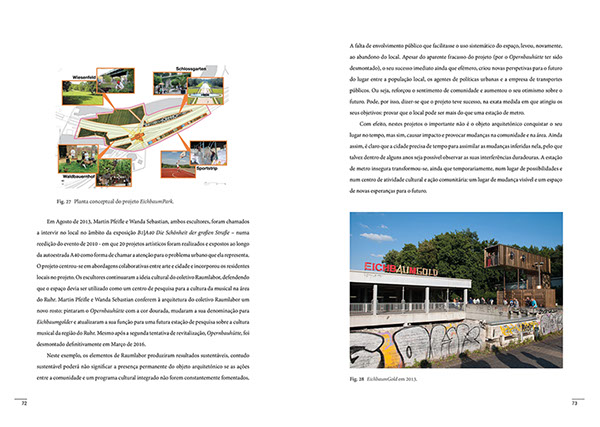 Wiesenfeld
Schlossgarten
Waldbauernhof
Sportstrip
Fig. 27 Planta conceptual do projeto EichbaumPark.
Em Agosto de 2013, Martin Pfeifle e Wanda Sebastian, ambos escultores, foram chamados
a intervir no local no âmbito da exposição B1|A40 Die Schönheit der großen Straße – numa
reedição do evento de 2010 - em que 20 projetos artísticos foram realizados e expostos ao longo
da autoestrada A40 como forma de chamar a atenção para o problema urbano que ela representa.
O projeto centrou-se em abordagens colaborativas entre arte e cidade e incorporou os residentes
locais no projeto. Os escultores continuaram a ideia cultural do coletivo Raumlabor, defendendo
que o espaço devia ser utilizado como um centro de pesquisa para a cultura da musical na área
do Ruhr. Martin Pfeifle e Wanda Sebastian conferem à arquitetura do coletivo Raumlabor um
novo rosto: pintaram o Opernbauhütte com a cor dourada, mudaram a sua denominação para
Eichbaumgolder e atualizaram a sua função para uma futura estação de pesquisa sobre a cultura
musical da região do Ruhr. Mesmo após a segunda tentativa de revitalização, Opernbauhütte, foi
desmontado definitivamente em Março de 2016.
Neste exemplo, os elementos de Raumlabor produziram resultados sustentáveis, contudo
sustentável poderá não significar a presença permanente do objeto arquitetónico se as ações
entre a comunidade e um programa cultural integrado não forem constantemente fomentados.
72
A falta de envolvimento público que facilitasse o uso sistemático do espaço, levou, novamente,
ao abandono do local. Apesar do aparente fracasso do projeto (por o Opernbauhütte ter sido
desmontado), o seu sucesso imediato ainda que efémero, criou novas perspetivas para o futuro
do lugar entre a população local, os agentes de políticas urbanas e a empresa de transportes
públicos. Ou seja, reforçou o sentimento de comunidade e aumentou o seu otimismo sobre o
futuro. Pode, por isso, dizer-se que o projeto teve sucesso, na exata medida em que atingiu os
seus objetivos: provar que o local pode ser mais do que uma estação de metro.
Com efeito, nestes projetos o importante não é o objeto arquitetónico conquistar o seu
lugar no tempo, mas sim, causar impacto e provocar mudanças na comunidade e na área. Ainda
assim, é claro que a cidade precisa de tempo para assimilar as mudanças inferidas nela, pelo que
talvez dentro de alguns anos seja possível observar as suas interferências duradouras. A estação
de metro insegura transformou-se, ainda que temporariamente, num lugar de possibilidades e
num centro de atividade cultural e ação comunitária: um lugar de mudança visível e um espaço
de novas esperanças para o futuro.
EICHBAUMGOLD
Fig. 28 EichbaumGold em 2013.
73